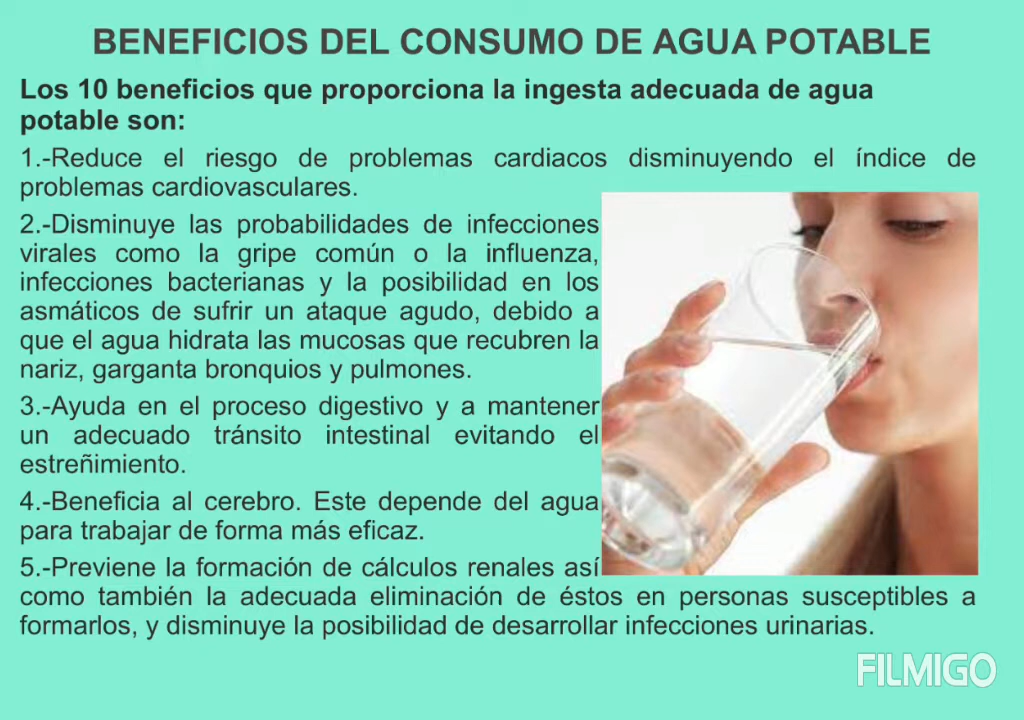 BENEFICIOS DEL CONSUMO DE AGUA POTABLE
Los 10 beneficios que proporciona la ingesta adecuada de agua
potable son:
1.-Reduce el riesgo de problemas cardiacos disminuyendo el índice de
problemas cardiovasculares.
2.-Disminuye las probabilidades de infecciones
virales como la gripe común o la influenza,
infecciones bacterianas y la posibilidad en los
asmáticos de sufrir un ataque agudo, debido a
que el agua hidrata las mucosas que recubren la
nariz, garganta bronquios y pulmones.
3.-Ayuda en el proceso digestivo y a mantener
un adecuado tránsito intestinal evitando el
estreñimiento.
4.-Beneficia al cerebro. Este depende del agua
para trabajar de forma más eficaz.
5.-Previene la formación de cálculos renales así
como también la adecuada eliminación de éstos en personas susceptibles a
formarlos, y disminuye la posibilidad de desarrollar infecciones urinarias.
FILMIGO